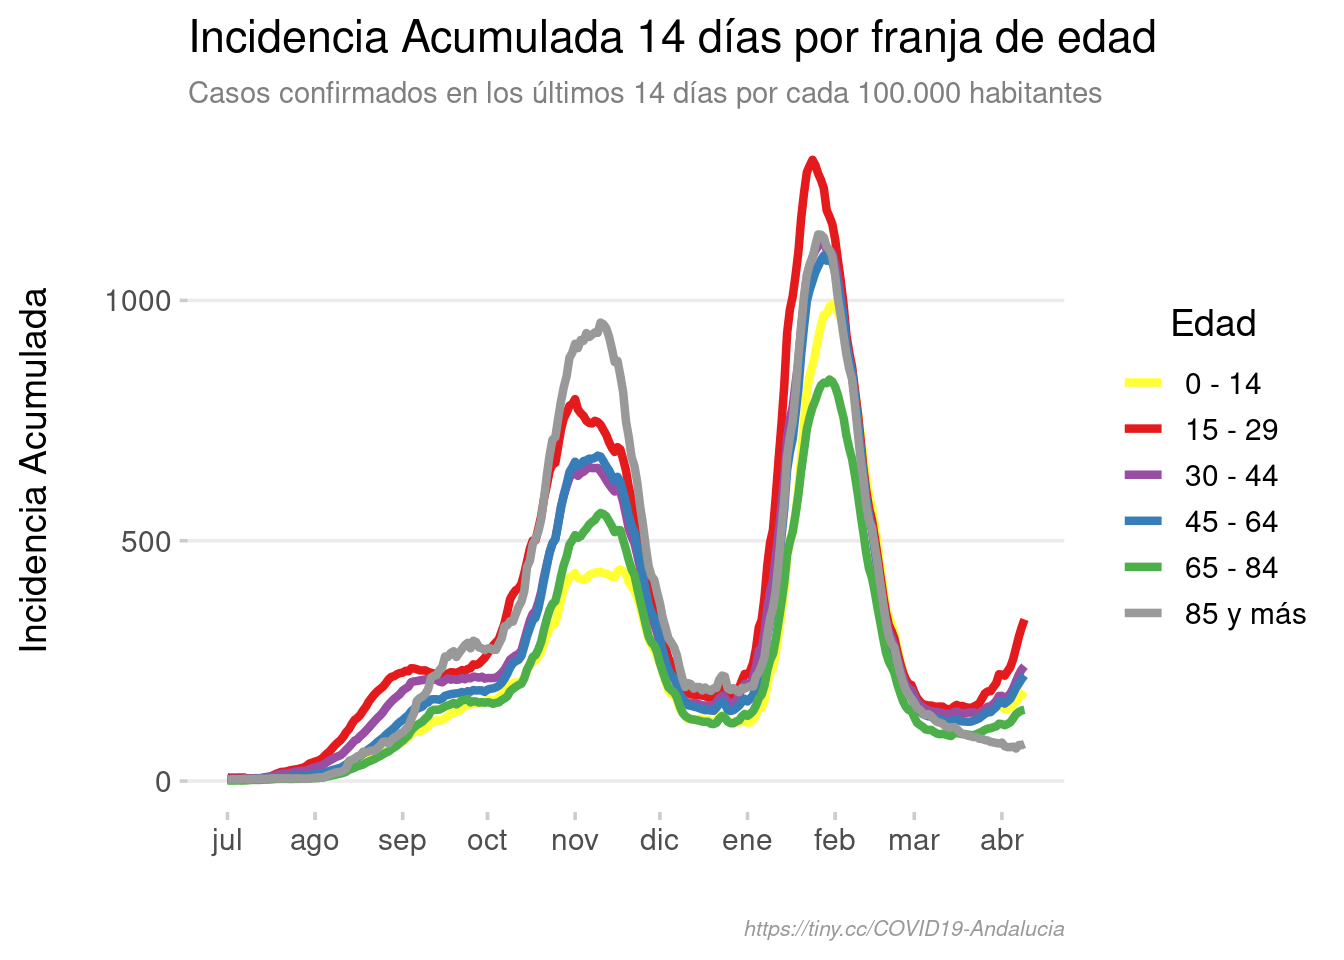 Incidencia Acumulada 14 días por franja de edad
Casos confirmados en los últimos 14 días por cada 100.000 habitantes
Incidencia Acumulada
1000
500
0
jul ago sep oct nov dic ene feb mar abr
Edad
0 - 14
15 - 29
30 - 44
45 - 64
65 - 84
85 y más
https://tiny.cc/COVID19-Andalucia